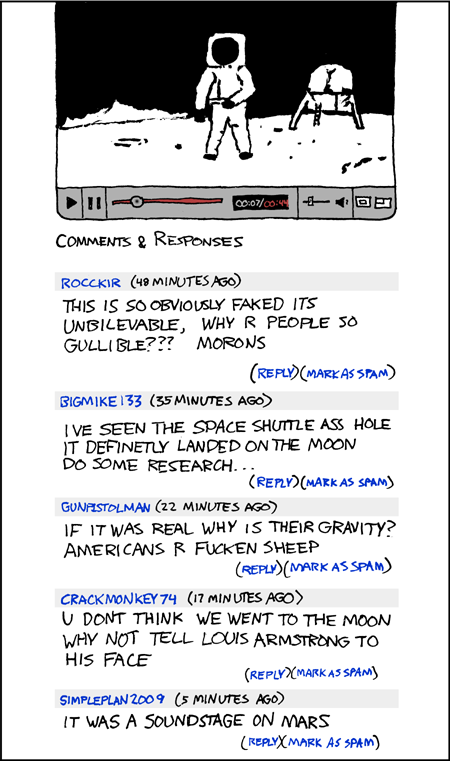 00:07/00:44
COMMENTS & RESPONSES
ROCCKIR (48 MINUTES AGO)
THIS IS SO OBVIOUSLY FAKED ITS
UNBILEVABLE, WHY R PEOPLE SO
GULLIBLE??? MORONS
(REPLY)(MARK AS SPAM)
BIGMIKE133 (35 MINUTES AGO)
IVE SEEN THE SPACE SHUTTLE ASS HOLE
IT DEFINETLY LANDED ON THE MOON
DO SOME RESEARCH...
(REPLY)(MARK AS SPAM)
GUNPISTOLMAN (22 MINUTES AGO)
IF IT WAS REAL WHY IS THEIR GRAVITY?
AMERICANS R FUCKEN SHEEP
(REPLY)(MARK AS SPAM)
CRACKMONKEY74 (17 MINUTES AGO)
U DONT THINK WE WENT TO THE MOON
WHY NOT TELL LOUIS ARMSTRONG TO
HIS FACE
(REPLY)(MARK AS SPAM)
SIMPLEPLAN2009 (5 MINUTES AGO)
IT WAS A SOUNDSTAGE ON MARS
(REPLY)(MARK AS SPAM)